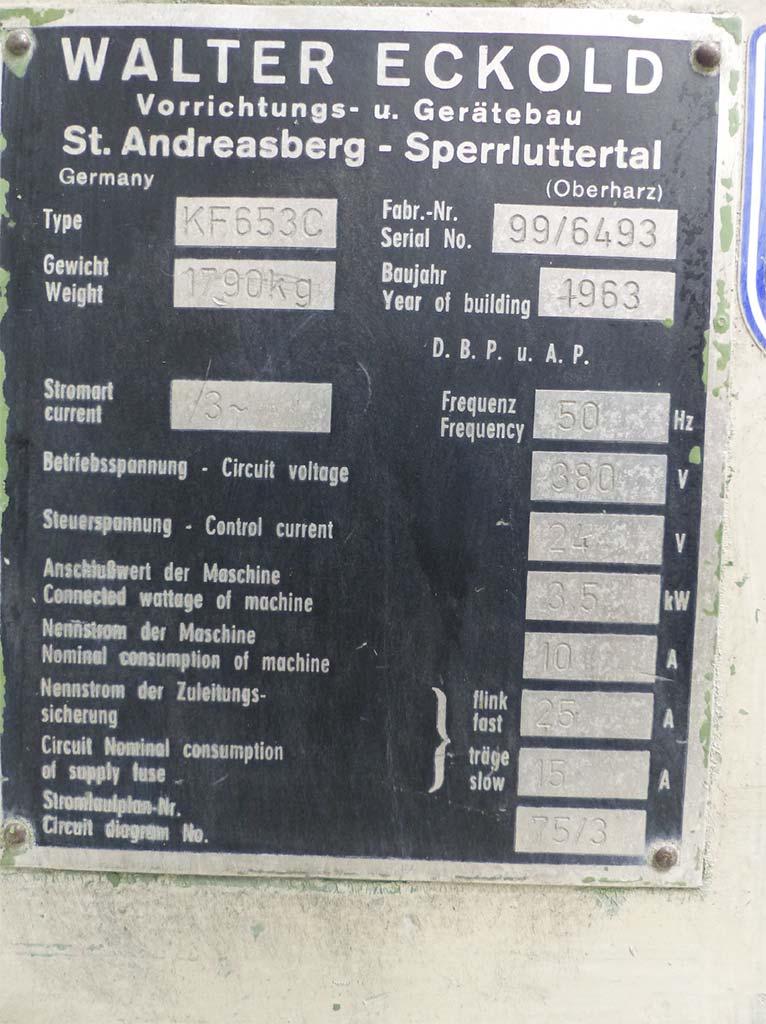 WALTER ECKOLD
Vorrichtungs- u. Gerätebau
St. Andreasberg - Sperrluttertal
Germany (Oberharz)
Type KF653C
Fabr.-Nr.
Serial No. 99/6493
Gewicht
Weight 1790kg
Baujahr
Year of building 1963
D. B. P. u. A. P.
Stromart
current /3~
Frequenz
Frequency 50 Hz
Betriebsspannung - Circuit voltage 380 V
Steuerspannung - Control current 24 V
Anschlußwert der Maschine
Connected wattage of machine 3.5 kW
Nennstrom der Maschine
Nominal consumption of machine 10 A
Nennstrom der Zuleitungs-
sicherung
flink
fast 25 A
Circuit Nominal consumption
of supply fuse
träge
slow 15 A
Stromlaufplan-Nr.
Circuit diagram No. 75/3